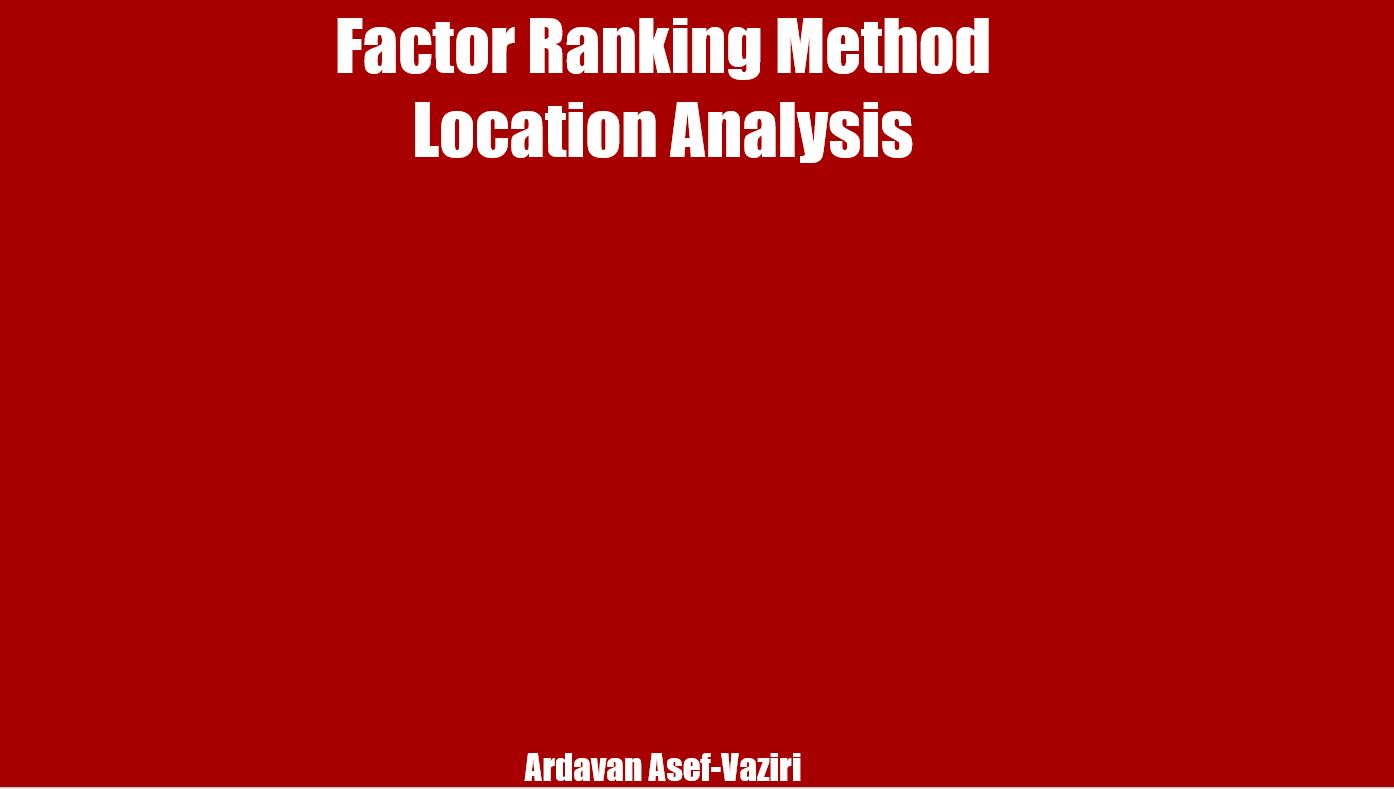 Factor Ranking Method
Location Analysis
Ardavan Asef-Vaziri